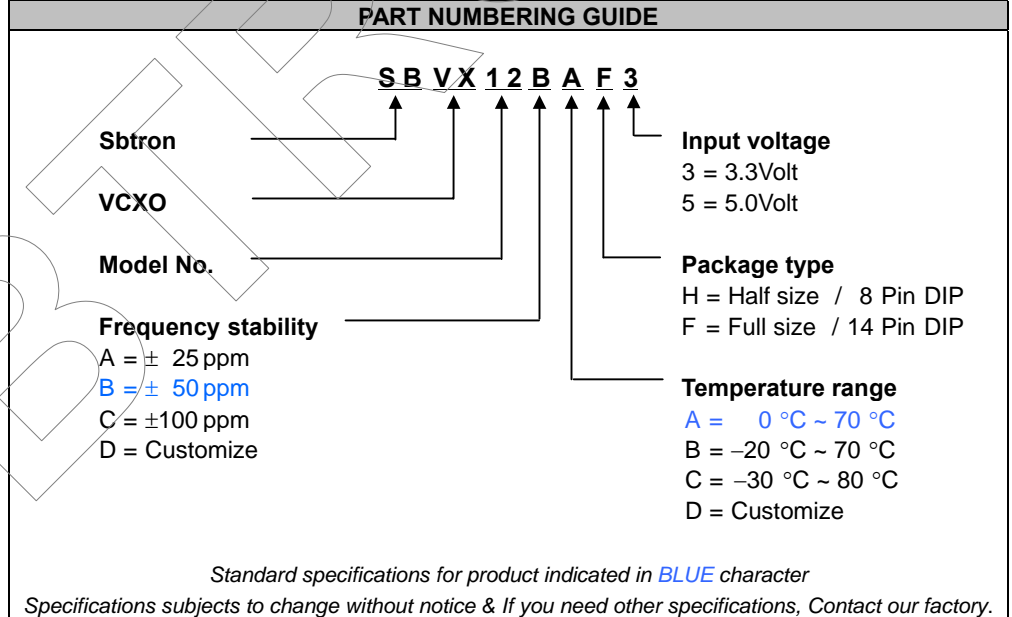 PART NUMBERING GUIDE
SB VX 12 B A F 3
Sbtron
VCXO
Model No.
Frequency stability
A = ± 25 ppm
B = ± 50 ppm
C = ±100 ppm
D = Customize
Input voltage
3 = 3.3Volt
5 = 5.0Volt
Package type
H = Half size / 8 Pin DIP
F = Full size / 14 Pin DIP
Temperature range
A = 0 °C ~ 70 °C
B = −20 °C ~ 70 °C
C = −30 °C ~ 80 °C
D = Customize
Standard specifications for product indicated in BLUE character
Specifications subjects to change without notice & If you need other specifications, Contact our factory.